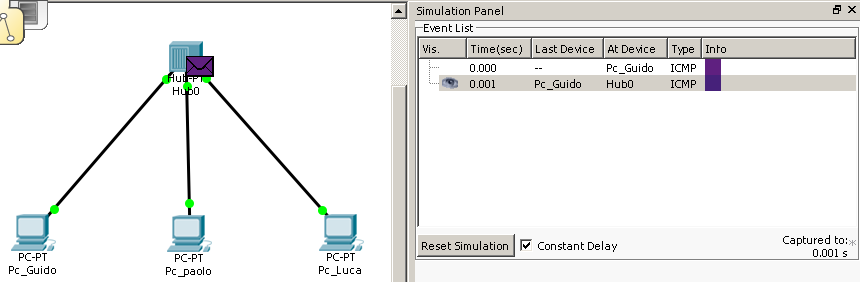 Hub-PT
Hub0
PC-PT
Pc_Guido
PC-PT
Pc_paolo
PC-PT
Pc_Luca
Simulation Panel
Event List
Vis. Time(sec) Last Device At Device Type Info
0.000 -- Pc_Guido ICMP
0.001 Pc_Guido Hub0 ICMP
Reset Simulation Constant Delay Captured to:
0.001 s